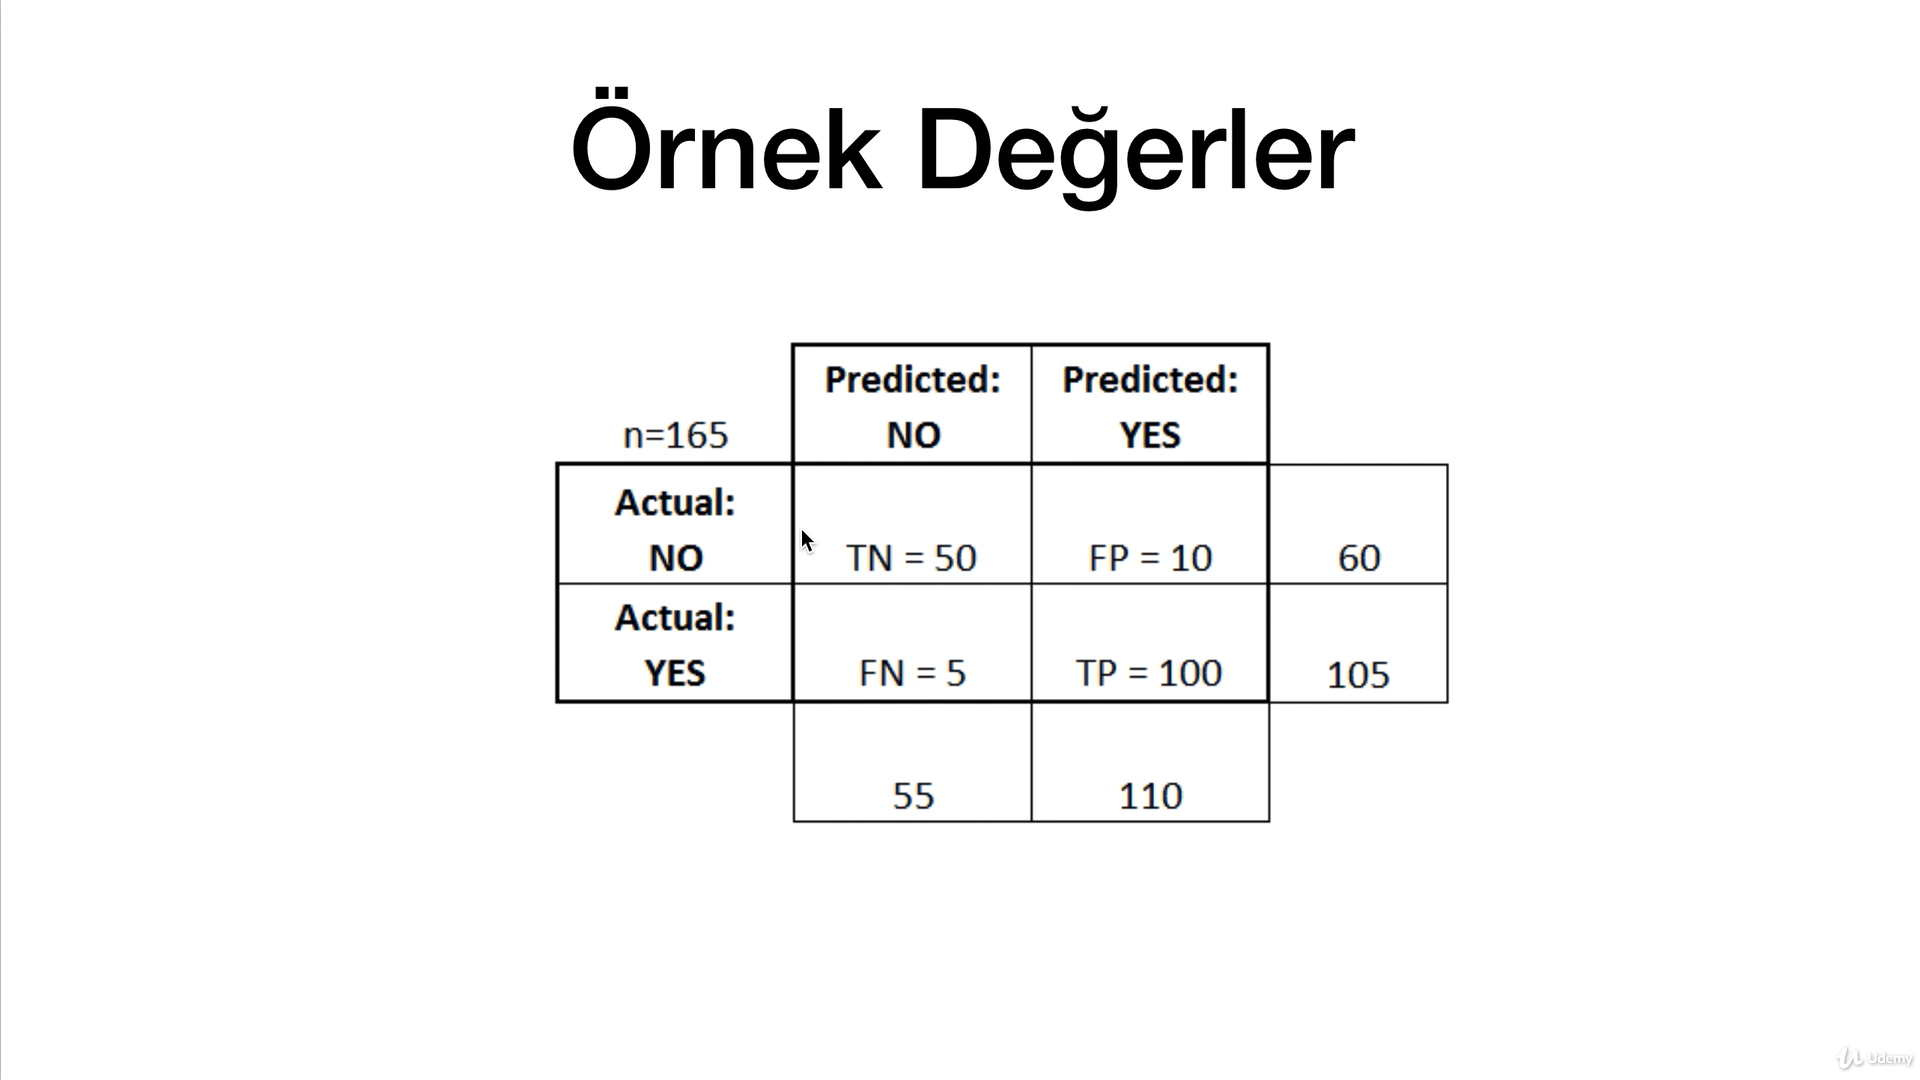 Örnek Değerler
Predicted: Predicted:
n=165 NO YES
Actual:
NO TN = 50 FP = 10 60
Actual:
YES FN = 5 TP = 100 105
55 110
Udemy